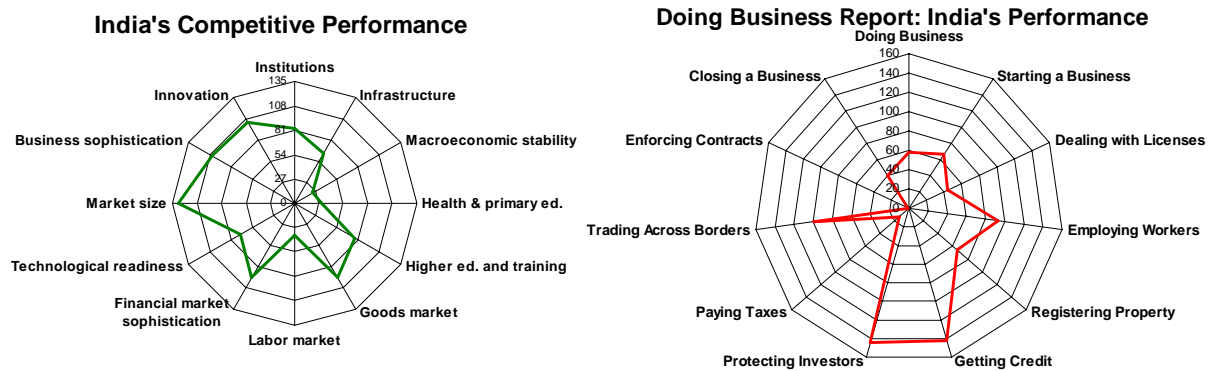 India's Competitive Performance
Institutions
135
108
81
54
27
0
Infrastructure
Macroeconomic stability
Health & primary ed.
Higher ed. and training
Goods market
Labor market
Financial market
sophistication
Technological readiness
Market size
Business sophistication
Innovation
Doing Business Report: India's Performance
Doing Business
160
140
120
100
80
60
40
20
0
Starting a Business
Dealing with Licenses
Employing Workers
Registering Property
Getting Credit
Protecting Investors
Paying Taxes
Trading Across Borders
Enforcing Contracts
Closing a Business